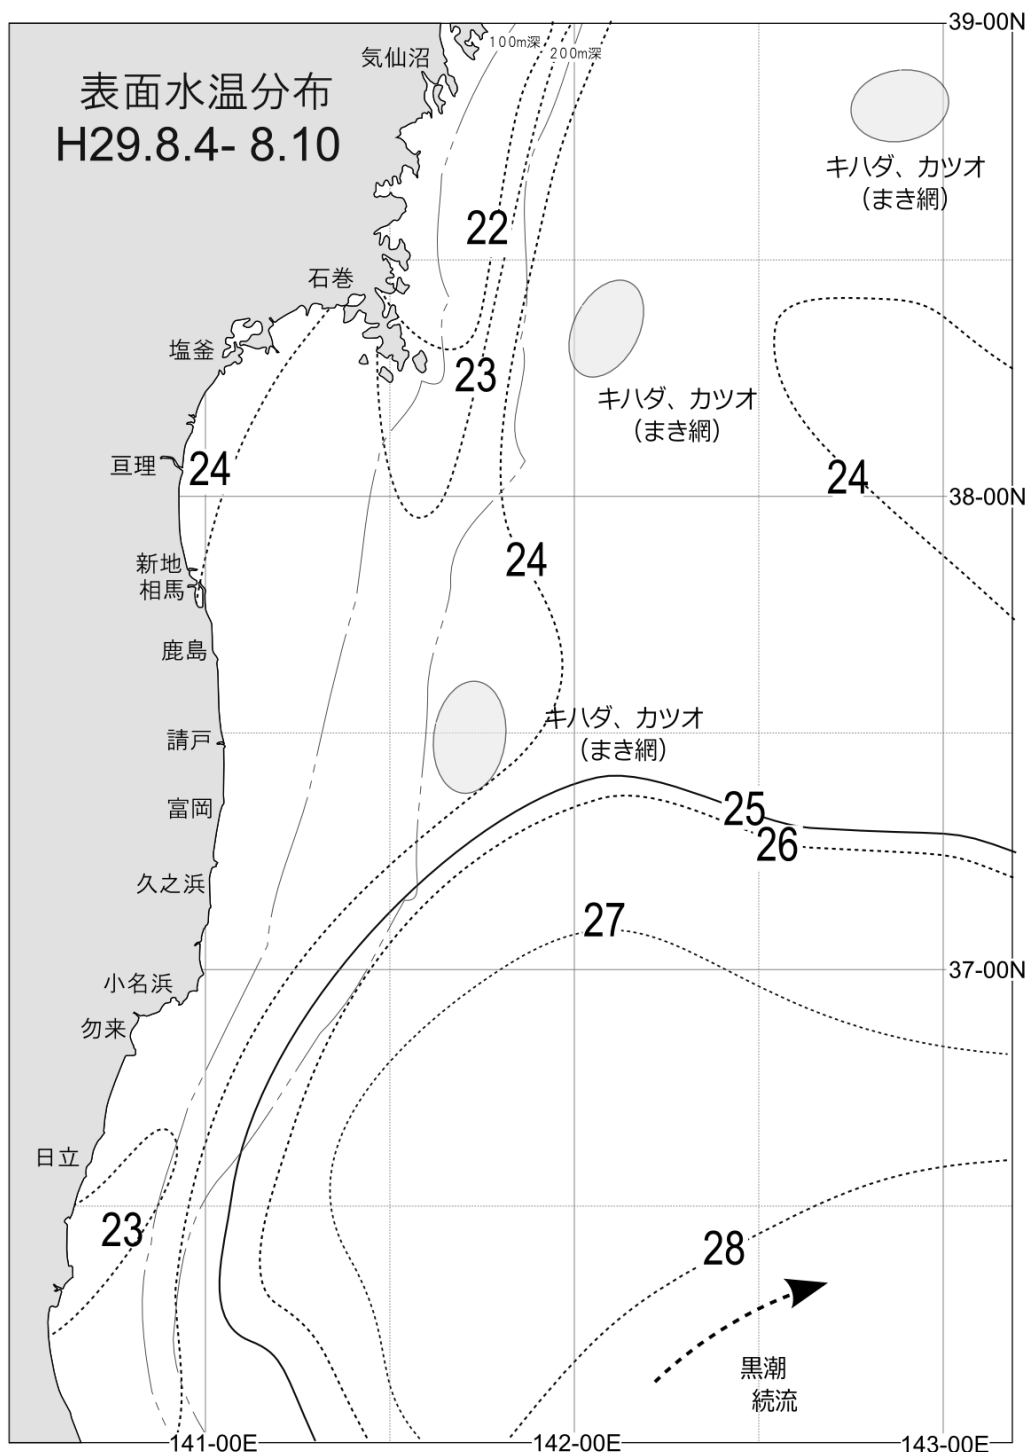 39-00N
100m深
200m深
気仙沼
表面水温分布
H29.8.4- 8.10
キハダ、カツオ
（まき網）
22
石巻
塩釜
23
キハダ、カツオ
（まき網）
亘理
24
24
38-00N
新地
相馬
24
鹿島
請戸
キハダ、カツオ
（まき網）
富岡
25
26
久之浜
27
小名浜
37-00N
勿来
日立
23
28
黒潮
続流
141-00E
142-00E
143-00E